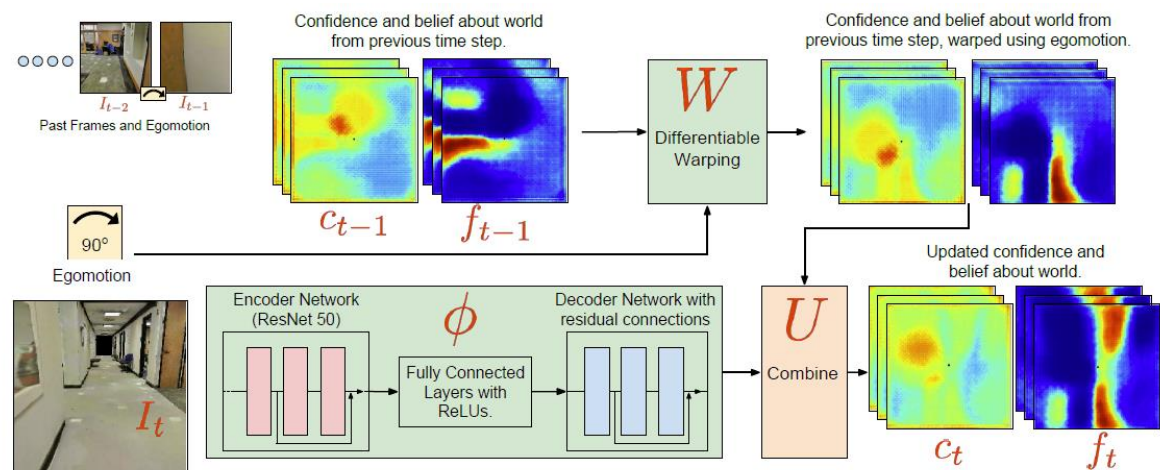 Confidence and belief about world
from previous time step.
Confidence and belief about world from
previous time step, warped using egomotion.
I_{t-2}
I_{t-1}
Past Frames and Egomotion
W
Differentiable
Warping
c_{t-1}
f_{t-1}
90º
Egomotion
Updated confidence and
belief about world.
Encoder Network
(ResNet 50)
ϕ
Decoder Network with
residual connections
Fully Connected
Layers with
ReLUs.
U
Combine
I_t
c_t
f_t